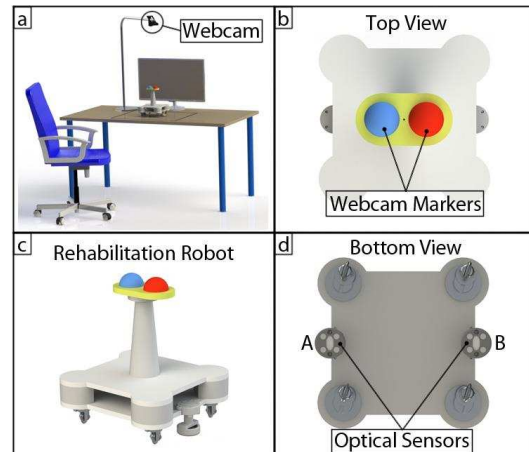 a
Webcam
b
Top View
Webcam Markers
c
Rehabilitation Robot
d
Bottom View
A
B
Optical Sensors